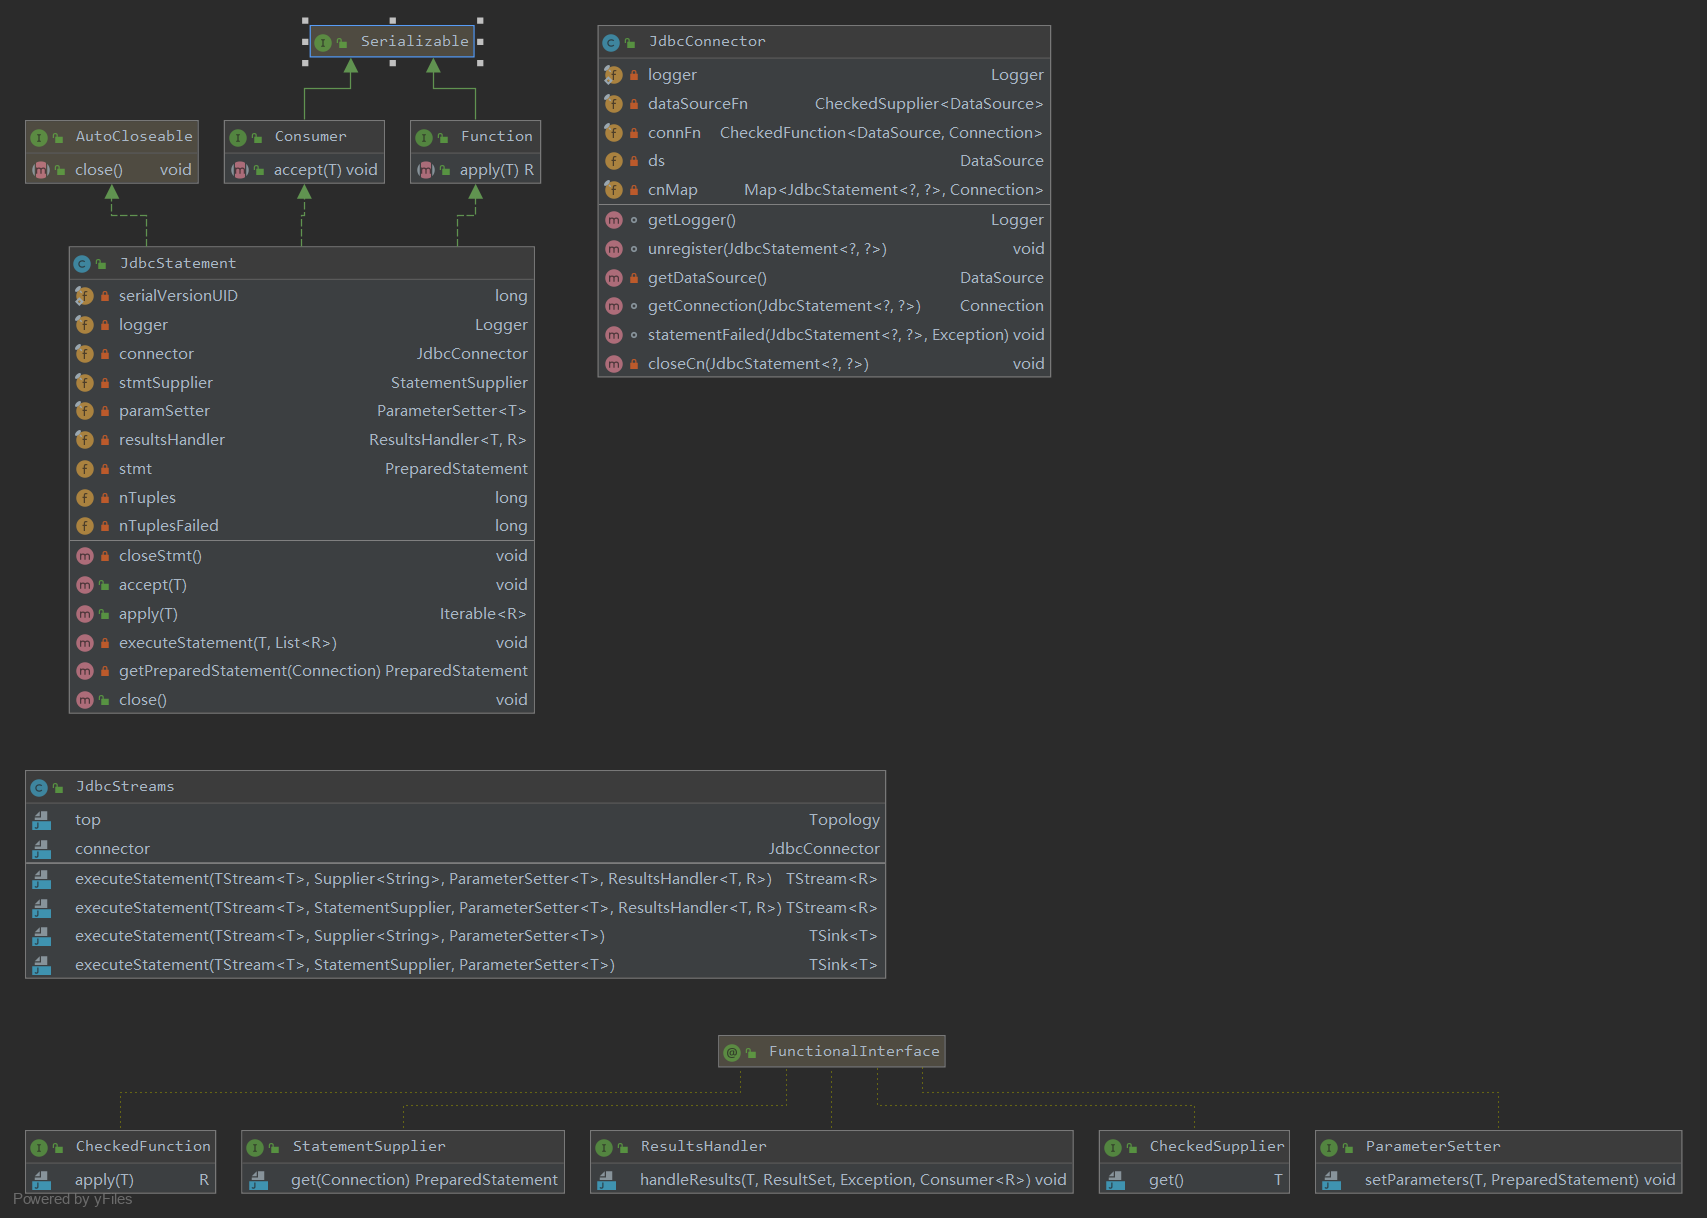 Serializable
AutoCloseable
close() void
Consumer
accept(T) void
Function
apply(T) R
JdbcStatement
serialVersionUID long
logger Logger
connector JdbcConnector
stmtSupplier StatementSupplier
paramSetter ParameterSetter<T>
resultsHandler ResultsHandler<T, R>
stmt PreparedStatement
nTuples long
nTuplesFailed long
closeStmt() void
accept(T) void
apply(T) Iterable<R>
executeStatement(T, List<R>) void
getPreparedStatement(Connection) PreparedStatement
close() void
JdbcConnector
logger Logger
dataSourceFn CheckedSupplier<DataSource>
connFn CheckedFunction<DataSource, Connection>
ds DataSource
cnMap Map<JdbcStatement<?, ?>, Connection>
getLogger() Logger
unregister(JdbcStatement<?, ?>) void
getDataSource() DataSource
getConnection(JdbcStatement<?, ?>) Connection
statementFailed(JdbcStatement<?, ?>, Exception) void
closeCn(JdbcStatement<?, ?>) void
JdbcStreams
top Topology
connector JdbcConnector
executeStatement(TStream<T>, Supplier<String>, ParameterSetter<T>, ResultsHandler<T, R>) TStream<R>
executeStatement(TStream<T>, StatementSupplier, ParameterSetter<T>, ResultsHandler<T, R>) TStream<R>
executeStatement(TStream<T>, Supplier<String>, ParameterSetter<T>) TSink<T>
executeStatement(TStream<T>, StatementSupplier, ParameterSetter<T>) TSink<T>
FunctionalInterface
CheckedFunction
apply(T) R
StatementSupplier
get(Connection) PreparedStatement
ResultsHandler
handleResults(T, ResultSet, Exception, Consumer<R>) void
CheckedSupplier
get() T
ParameterSetter
setParameters(T, PreparedStatement) void
Powered by yFiles